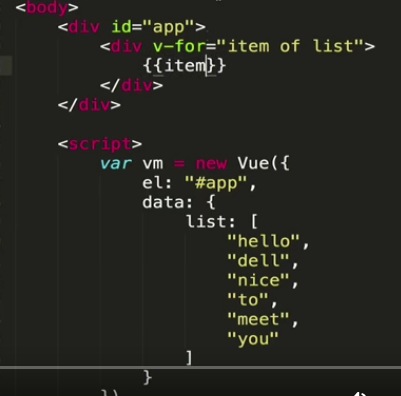 <body>
<div id="app">
<div v-for="item of list">
{{item}}
</div>
</div>
<script>
var vm = new Vue({
el: "#app",
data: {
list: [
"hello",
"dell",
"nice",
"to",
"meet",
"you"
]
}
})